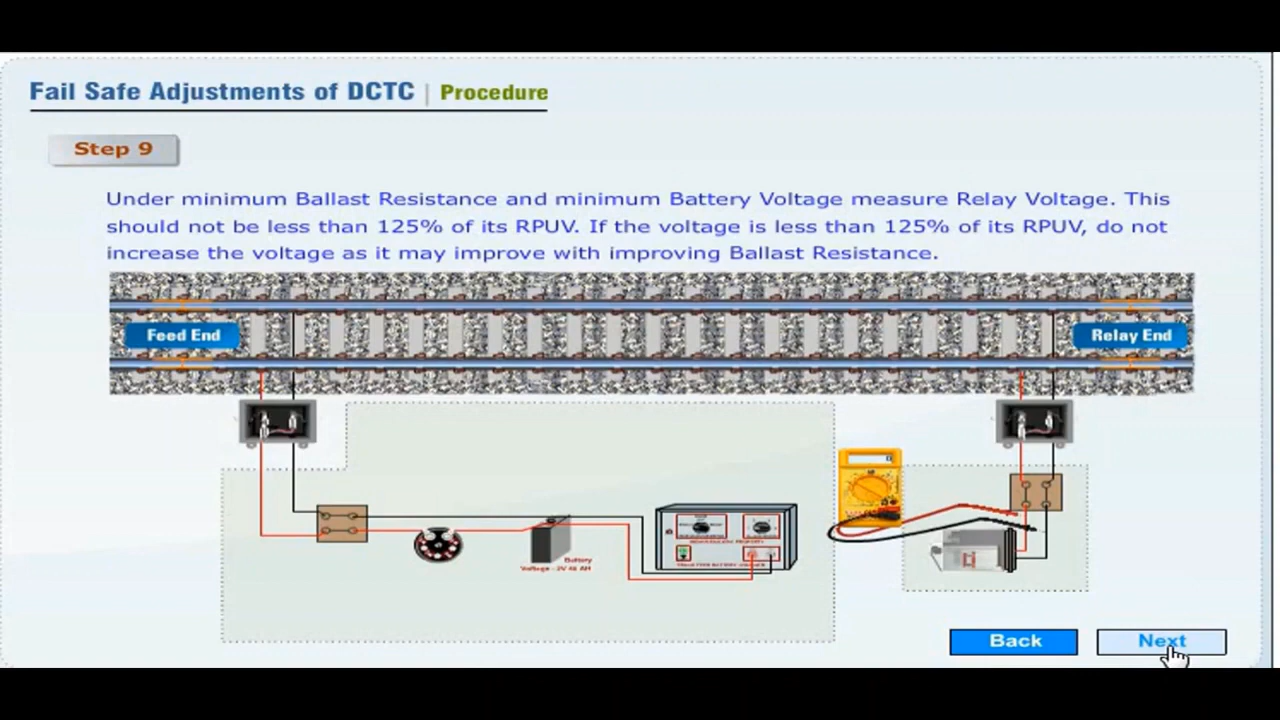 Fail Safe Adjustments of DCTC | Procedure
Step 9
Under minimum Ballast Resistance and minimum Battery Voltage measure Relay Voltage. This
should not be less than 125% of its RPUV. If the voltage is less than 125% of its RPUV, do not
increase the voltage as it may improve with improving Ballast Resistance.
Feed End
Relay End
Battery
Back
Next